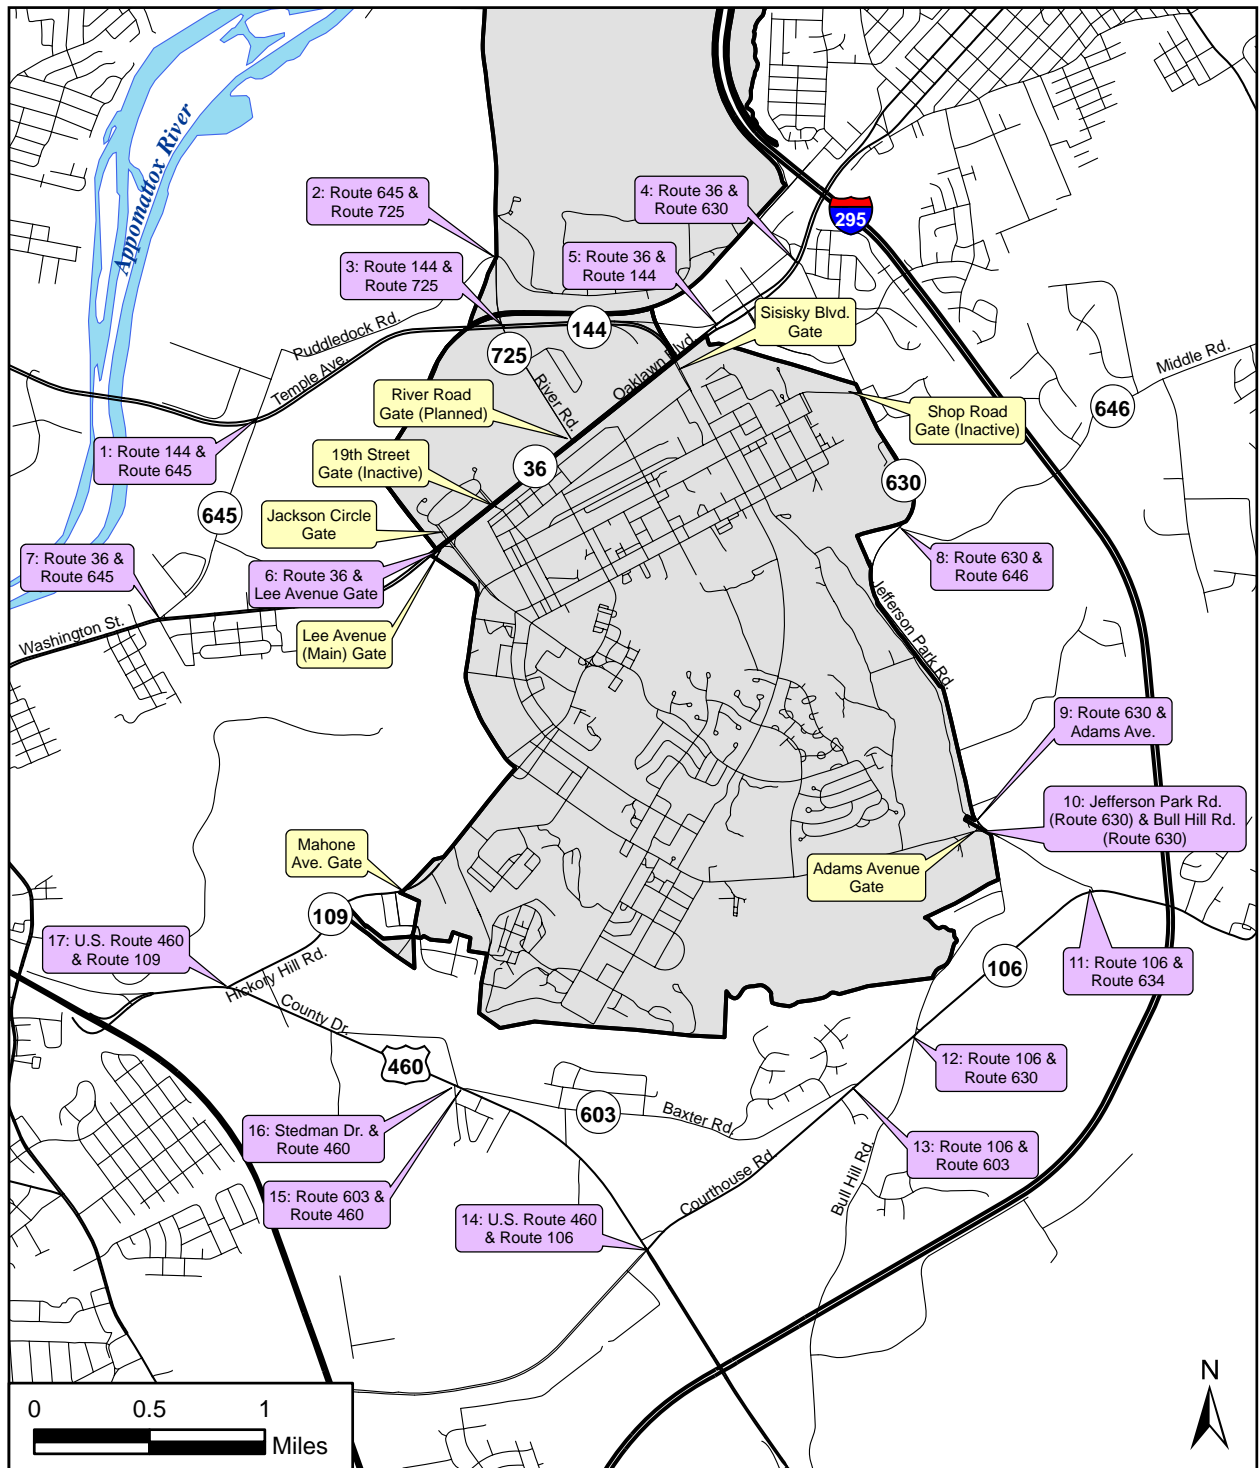 Appomattox River
2: Route 645 &
Route 725
4: Route 36 &
Route 630
295
3: Route 144 &
Route 725
5: Route 36 &
Route 144
Sisisky Blvd.
Gate
Puddledock Rd.
144
Temple Ave.
725
Oaklawn Blvd.
Middle Rd.
River Road
Gate (Planned)
River Rd.
646
Shop Road
Gate (Inactive)
1: Route 144 &
Route 645
19th Street
Gate (Inactive)
36
630
645
Jackson Circle
Gate
7: Route 36 &
Route 645
6: Route 36 &
Lee Avenue Gate
8: Route 630 &
Route 646
Washington St.
Lee Avenue
(Main) Gate
Jefferson Park Rd.
9: Route 630 &
Adams Ave.
10: Jefferson Park Rd.
(Route 630) & Bull Hill Rd.
(Route 630)
Mahone
Ave. Gate
Adams Avenue
Gate
109
17: U.S. Route 460
& Route 109
Hickory Hill Rd.
106
11: Route 106 &
Route 634
County Dr.
460
12: Route 106 &
Route 630
603
Baxter Rd.
16: Stedman Dr. &
Route 460
13: Route 106 &
Route 603
15: Route 603 &
Route 460
Courthouse Rd.
Bull Hill Rd.
14: U.S. Route 460
& Route 106
N
0 0.5 1
Miles